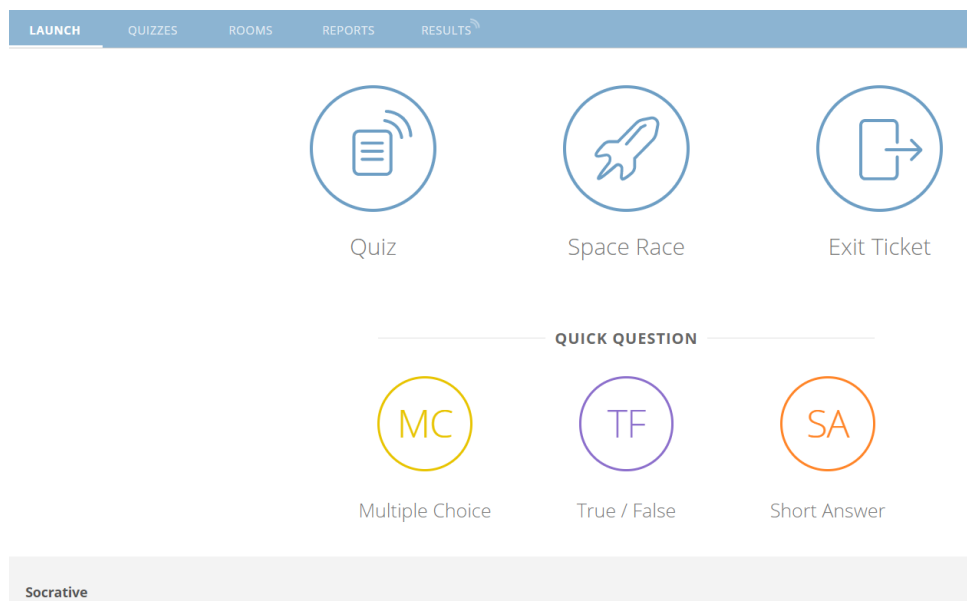 LAUNCH QUIZZES ROOMS REPORTS RESULTS
Quiz Space Race Exit Ticket
QUICK QUESTION
MC TF SA
Multiple Choice True / False Short Answer
Socrative